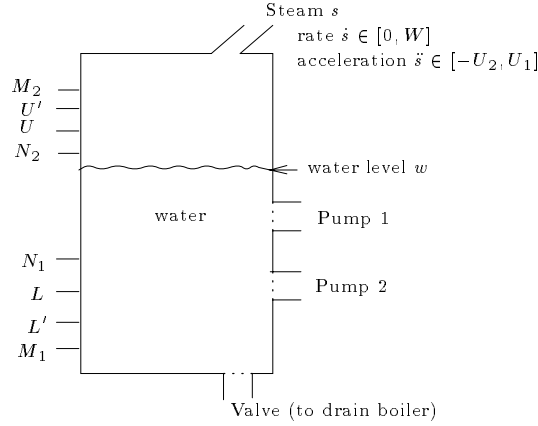 Steam s
rate ṡ ∈ [0, W]
acceleration s̈ ∈ [−U₂, U₁]
M₂
U′
U
N₂
water level w
water
Pump 1
N₁
Pump 2
L
L′
M₁
Valve (to drain boiler)